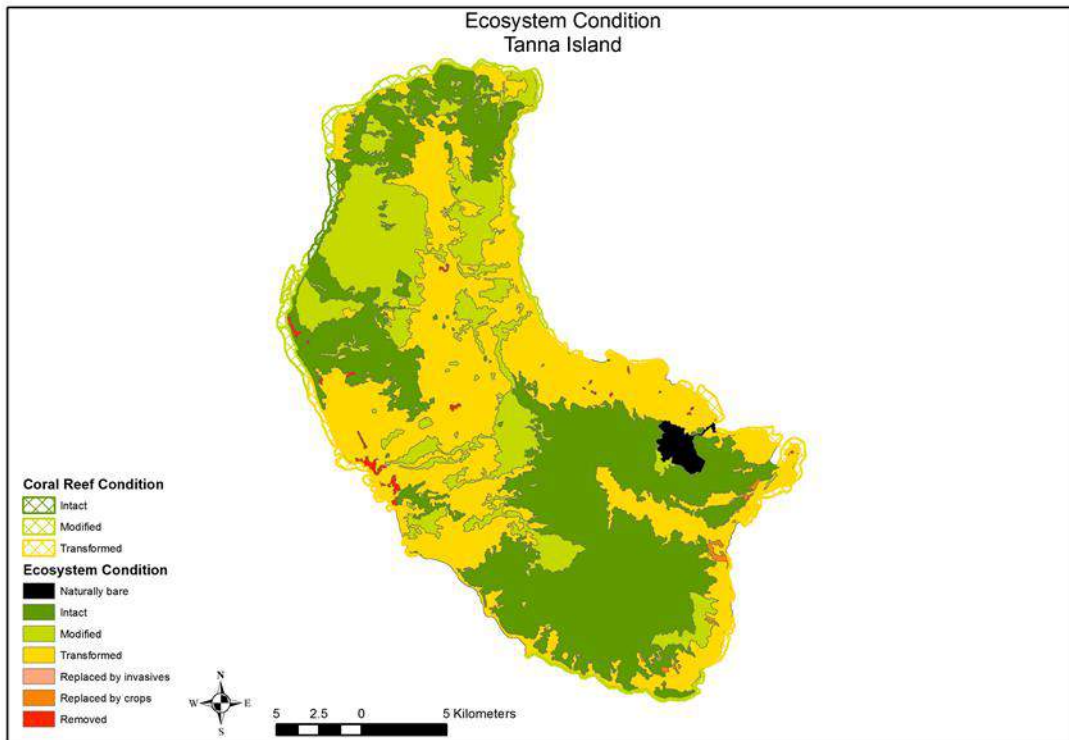 Ecosystem Condition
Tanna Island
Coral Reef Condition
Intact
Modified
Transformed
Ecosystem Condition
Naturally bare
Intact
Modified
Transformed
Replaced by invasives
Replaced by crops
Removed
N
W E
S
5 2.5 0 5 Kilometers